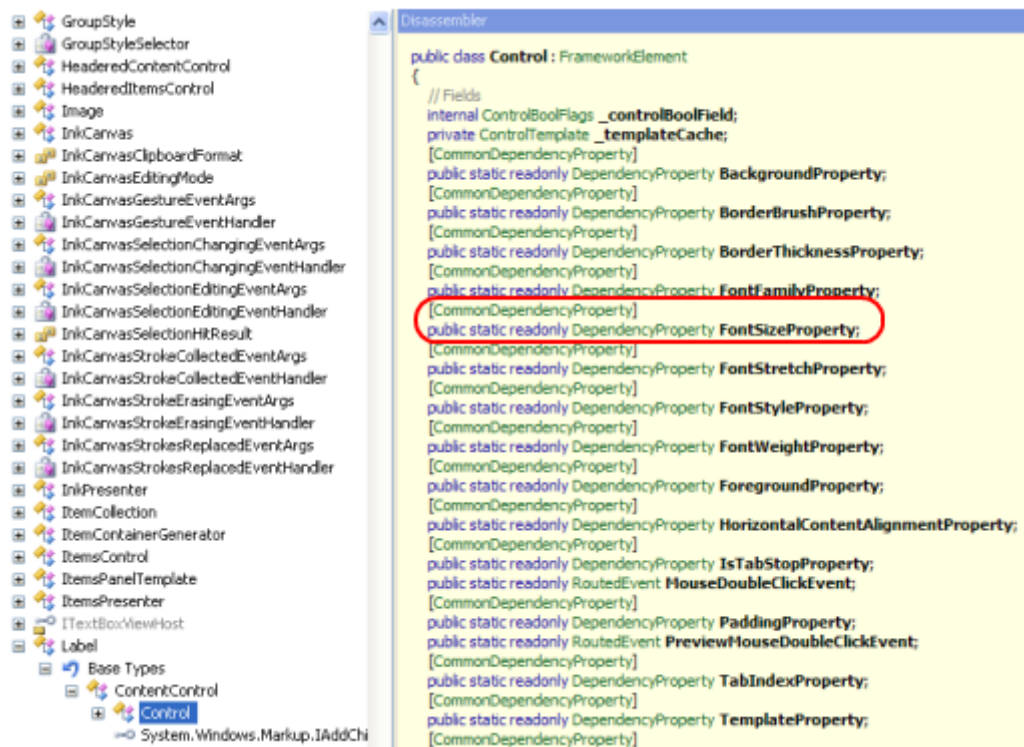 GroupStyle
GroupStyleSelector
HeaderedContentControl
HeaderedItemsControl
Image
InkCanvas
InkCanvasClipboardFormat
InkCanvasEditingMode
InkCanvasGestureEventArgs
InkCanvasGestureEventHandler
InkCanvasSelectionChangingEventArgs
InkCanvasSelectionChangingEventHandler
InkCanvasSelectionEditingEventArgs
InkCanvasSelectionEditingEventHandler
InkCanvasSelectionHitResult
InkCanvasStrokeCollectedEventArgs
InkCanvasStrokeCollectedEventHandler
InkCanvasStrokeErasingEventArgs
InkCanvasStrokeErasingEventHandler
InkCanvasStrokesReplacedEventArgs
InkCanvasStrokesReplacedEventHandler
InkPresenter
ItemCollection
ItemContainerGenerator
ItemsControl
ItemsPanelTemplate
ItemsPresenter
ITextBoxViewHost
Label
Base Types
ContentControl
Control
System.Windows.Markup.IAddChi
Disassembler
public class Control : FrameworkElement
{
// Fields
internal ControlBoolFlags _controlBoolField;
private ControlTemplate _templateCache;
[CommonDependencyProperty]
public static readonly DependencyProperty BackgroundProperty;
[CommonDependencyProperty]
public static readonly DependencyProperty BorderBrushProperty;
[CommonDependencyProperty]
public static readonly DependencyProperty BorderThicknessProperty;
[CommonDependencyProperty]
public static readonly DependencyProperty FontFamilyProperty;
[CommonDependencyProperty]
public static readonly DependencyProperty FontSizeProperty;
[CommonDependencyProperty]
public static readonly DependencyProperty FontStretchProperty;
[CommonDependencyProperty]
public static readonly DependencyProperty FontStyleProperty;
[CommonDependencyProperty]
public static readonly DependencyProperty FontWeightProperty;
[CommonDependencyProperty]
public static readonly DependencyProperty ForegroundProperty;
[CommonDependencyProperty]
public static readonly DependencyProperty HorizontalContentAlignmentProperty;
[CommonDependencyProperty]
public static readonly DependencyProperty IsTabStopProperty;
public static readonly RoutedEvent MouseDoubleClickEvent;
[CommonDependencyProperty]
public static readonly DependencyProperty PaddingProperty;
public static readonly RoutedEvent PreviewMouseDoubleClickEvent;
[CommonDependencyProperty]
public static readonly DependencyProperty TabIndexProperty;
[CommonDependencyProperty]
public static readonly DependencyProperty TemplateProperty;
[CommonDependencyProperty]